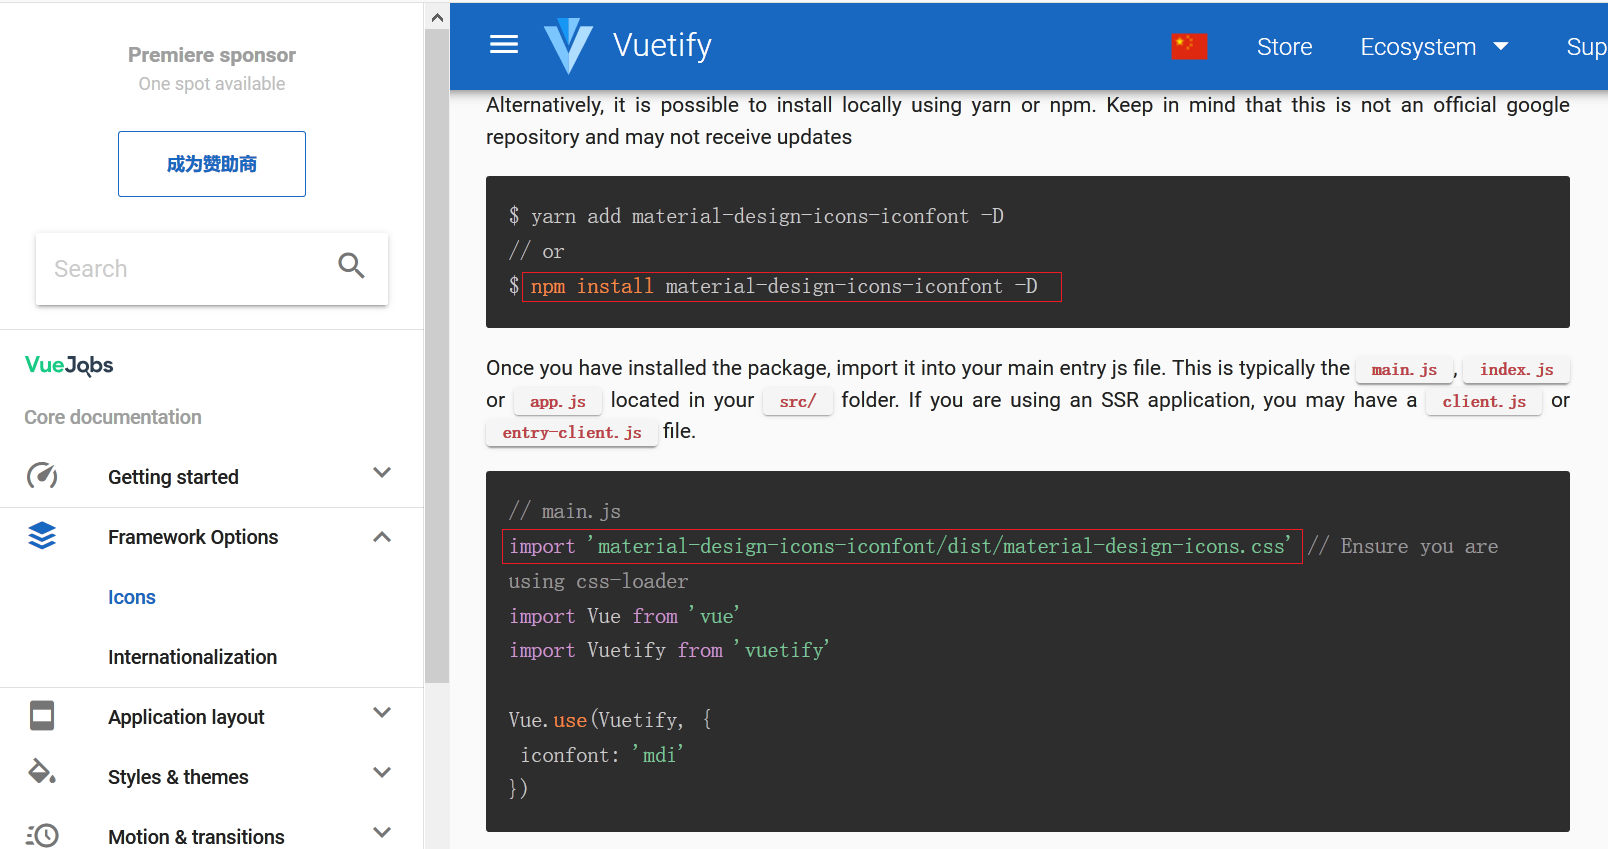 Premiere sponsor
One spot available
成为赞助商
Search
VueJobs
Core documentation
Getting started
Framework Options
Icons
Internationalization
Application layout
Styles & themes
Motion & transitions
Vuetify
Store
Ecosystem
Sup
Alternatively, it is possible to install locally using yarn or npm. Keep in mind that this is not an official google
repository and may not receive updates
$ yarn add material-design-icons-iconfont -D
// or
$ npm install material-design-icons-iconfont -D
Once you have installed the package, import it into your main entry js file. This is typically the main.js, index.js
or app.js located in your src/ folder. If you are using an SSR application, you may have a client.js or
entry-client.js file.
// main.js
import 'material-design-icons-iconfont/dist/material-design-icons.css' // Ensure you are
using css-loader
import Vue from 'vue'
import Vuetify from 'vuetify'
Vue.use(Vuetify, {
iconfont: 'mdi'
})